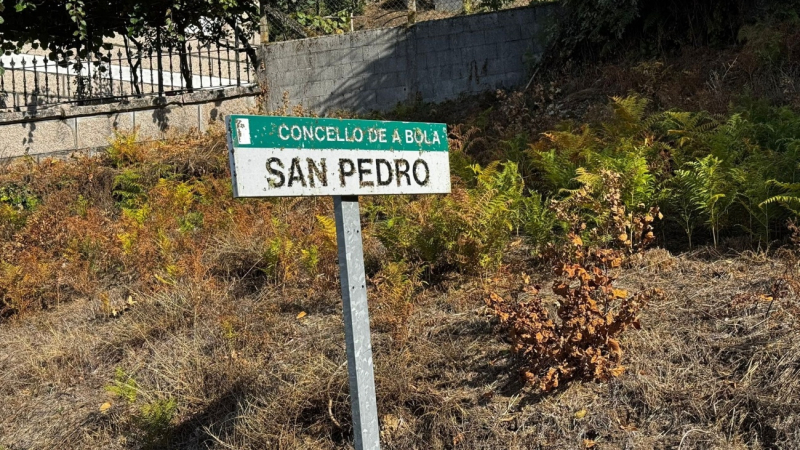 CONCELLO DE A BOLA
SAN PEDRO